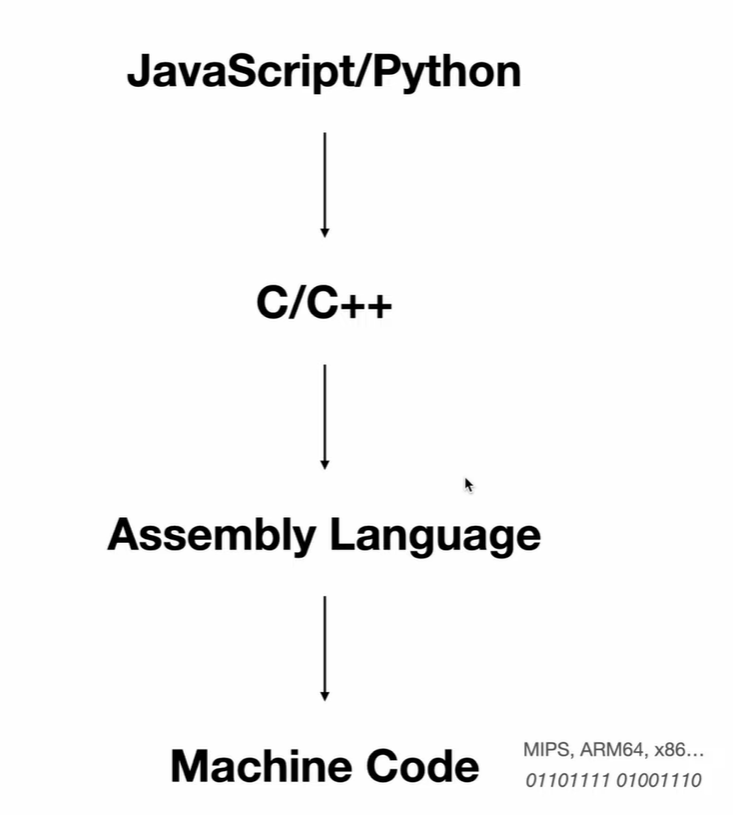 JavaScript/Python
C/C++
Assembly Language
Machine Code
MIPS, ARM64, x86...
01101111 01001110